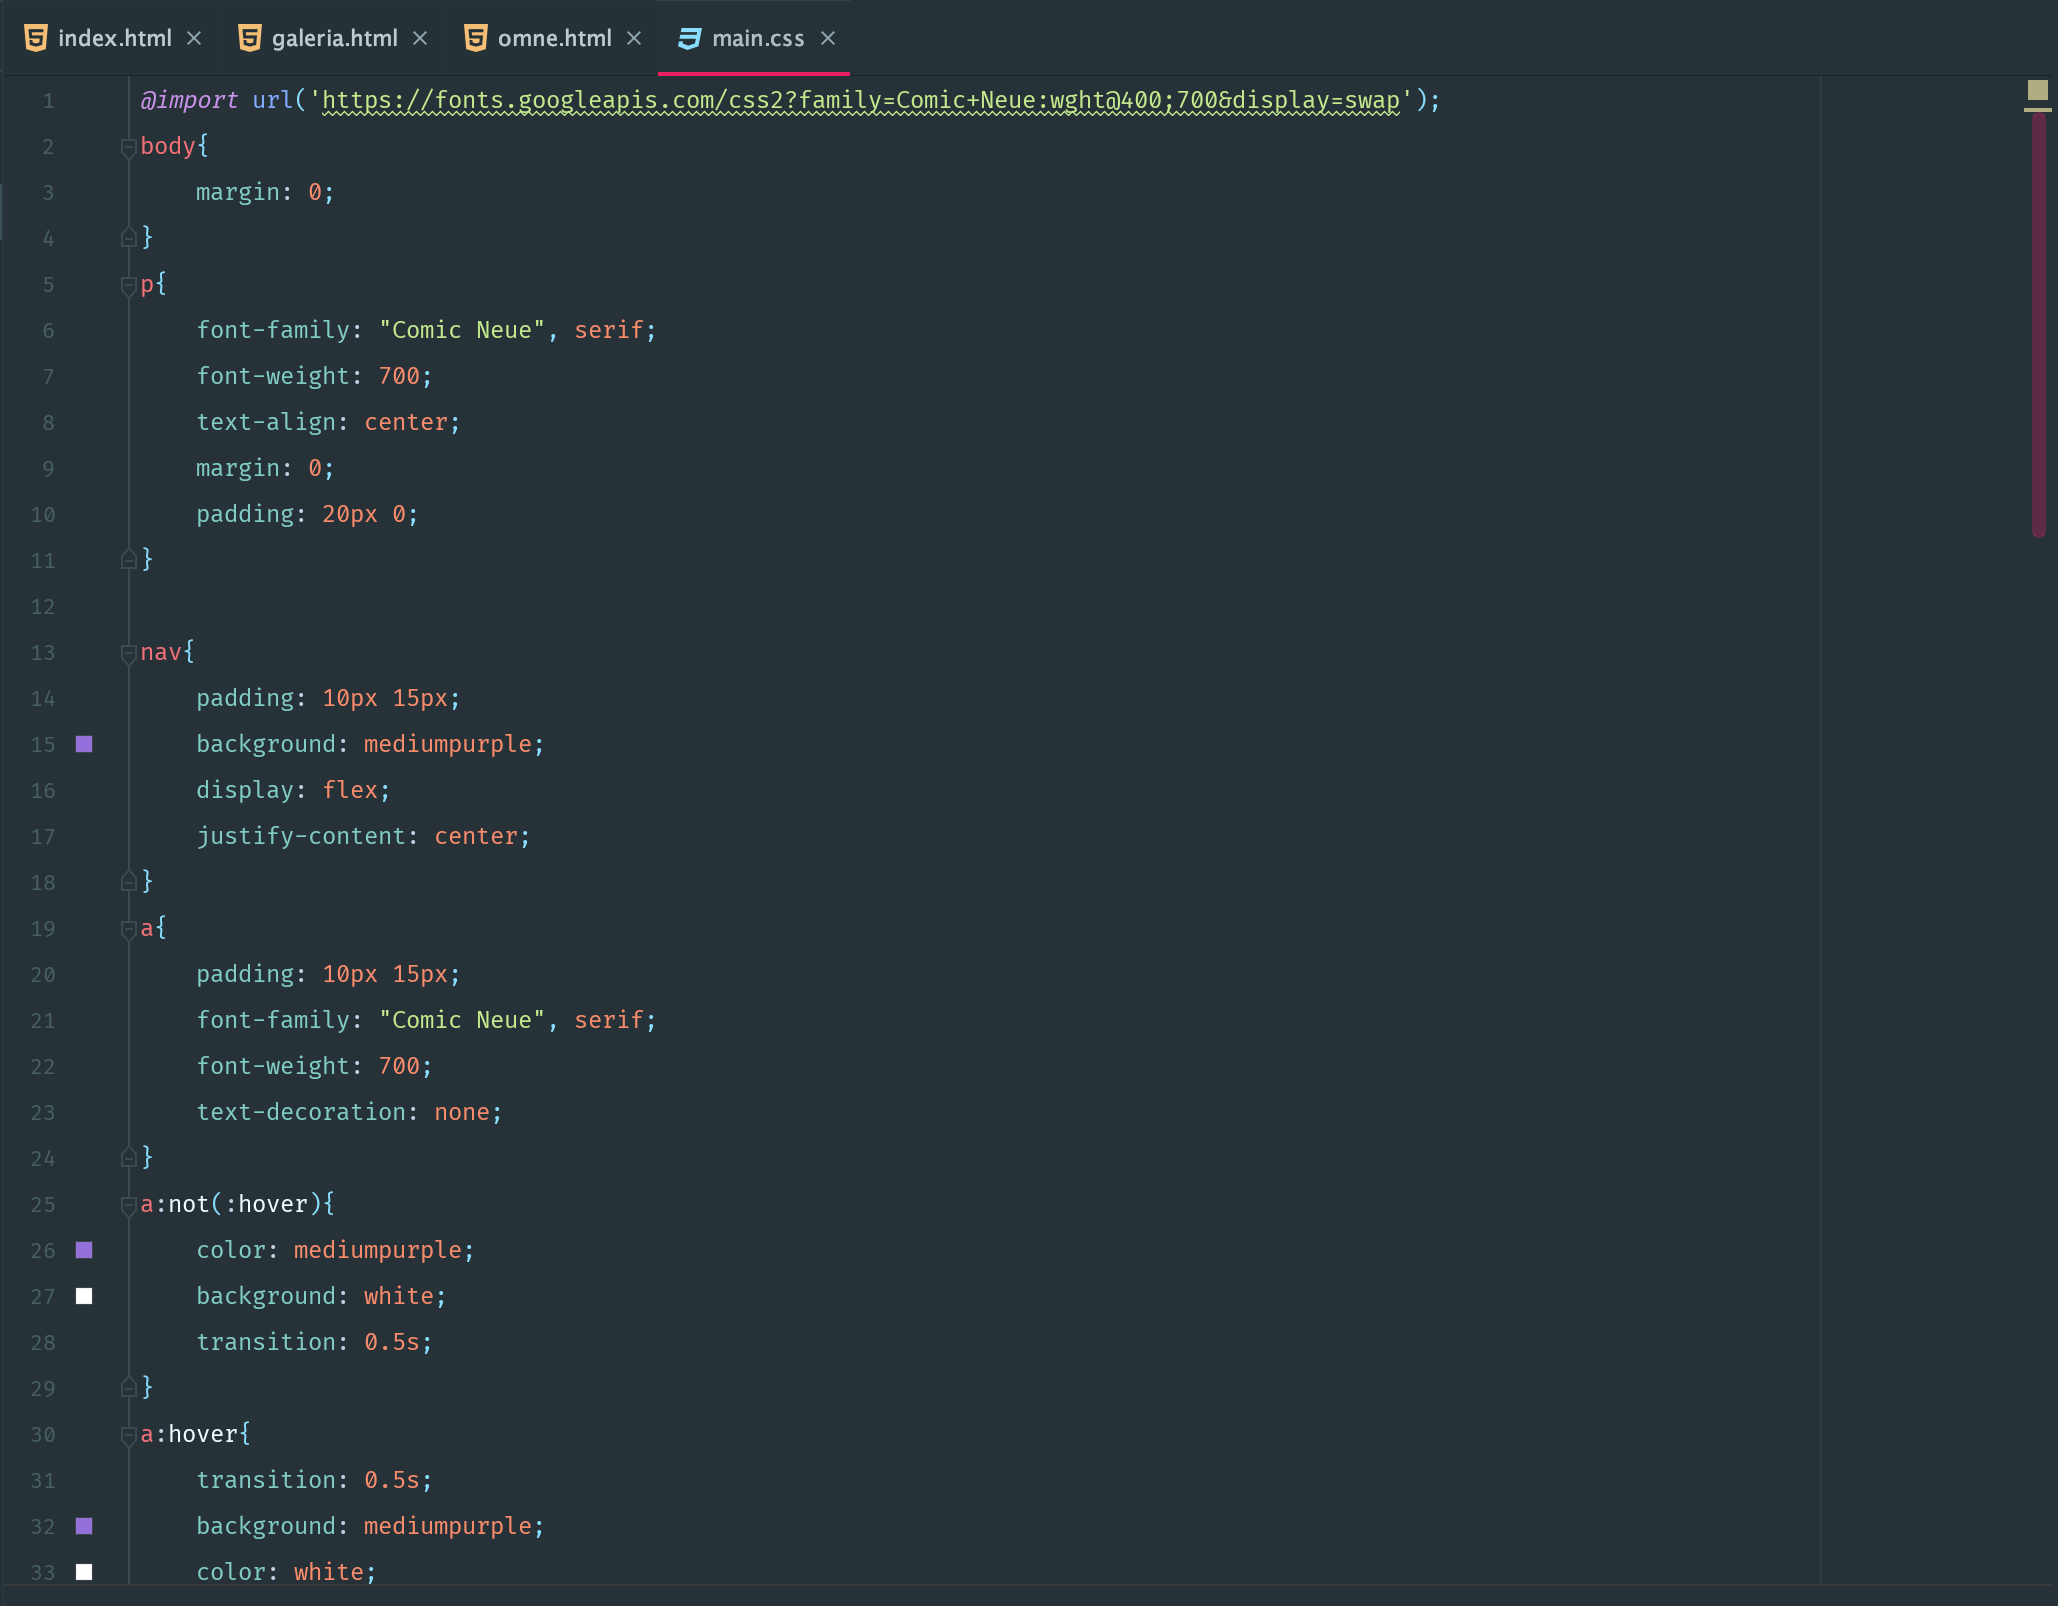 index.html × galeria.html × omne.html × main.css ×
1 @import url('https://fonts.googleapis.com/css2?family=Comic+Neue:wght@400;700&display=swap');
2 body{
3 margin: 0;
4 }
5 p{
6 font-family: "Comic Neue", serif;
7 font-weight: 700;
8 text-align: center;
9 margin: 0;
10 padding: 20px 0;
11 }
12
13 nav{
14 padding: 10px 15px;
15 background: mediumpurple;
16 display: flex;
17 justify-content: center;
18 }
19 a{
20 padding: 10px 15px;
21 font-family: "Comic Neue", serif;
22 font-weight: 700;
23 text-decoration: none;
24 }
25 a:not(:hover){
26 color: mediumpurple;
27 background: white;
28 transition: 0.5s;
29 }
30 a:hover{
31 transition: 0.5s;
32 background: mediumpurple;
33 color: white;